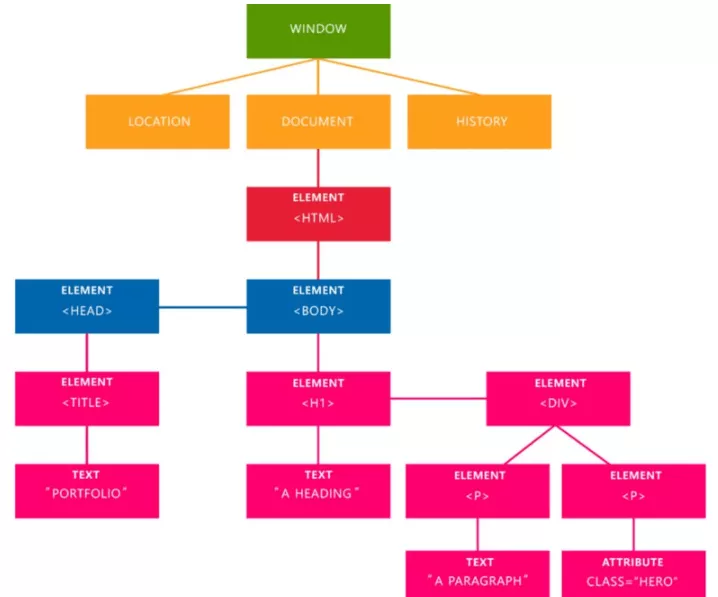 WINDOW
LOCATION
DOCUMENT
HISTORY
ELEMENT
<HTML>
ELEMENT
<HEAD>
ELEMENT
<BODY>
ELEMENT
<TITLE>
ELEMENT
<H1>
ELEMENT
<DIV>
TEXT
"PORTFOLIO"
TEXT
"A HEADING"
ELEMENT
<P>
ELEMENT
<P>
TEXT
"A PARAGRAPH"
ATTRIBUTE
CLASS="HERO"